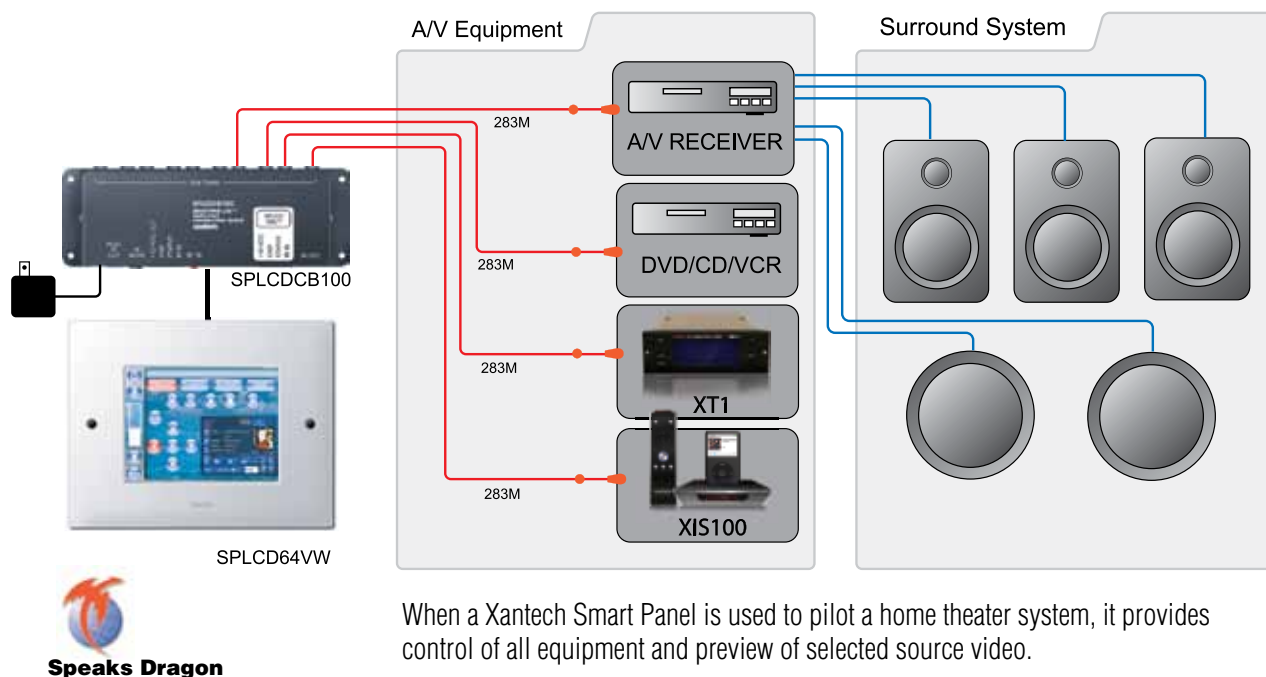 A/V Equipment
Surround System
283M
A/V RECEIVER
SPLCDCB100
283M
DVD/CD/VCR
283M
XT1
SPLCD64VW
283M
XIS100
Speaks Dragon
When a Xantech Smart Panel is used to pilot a home theater system, it provides
control of all equipment and preview of selected source video.